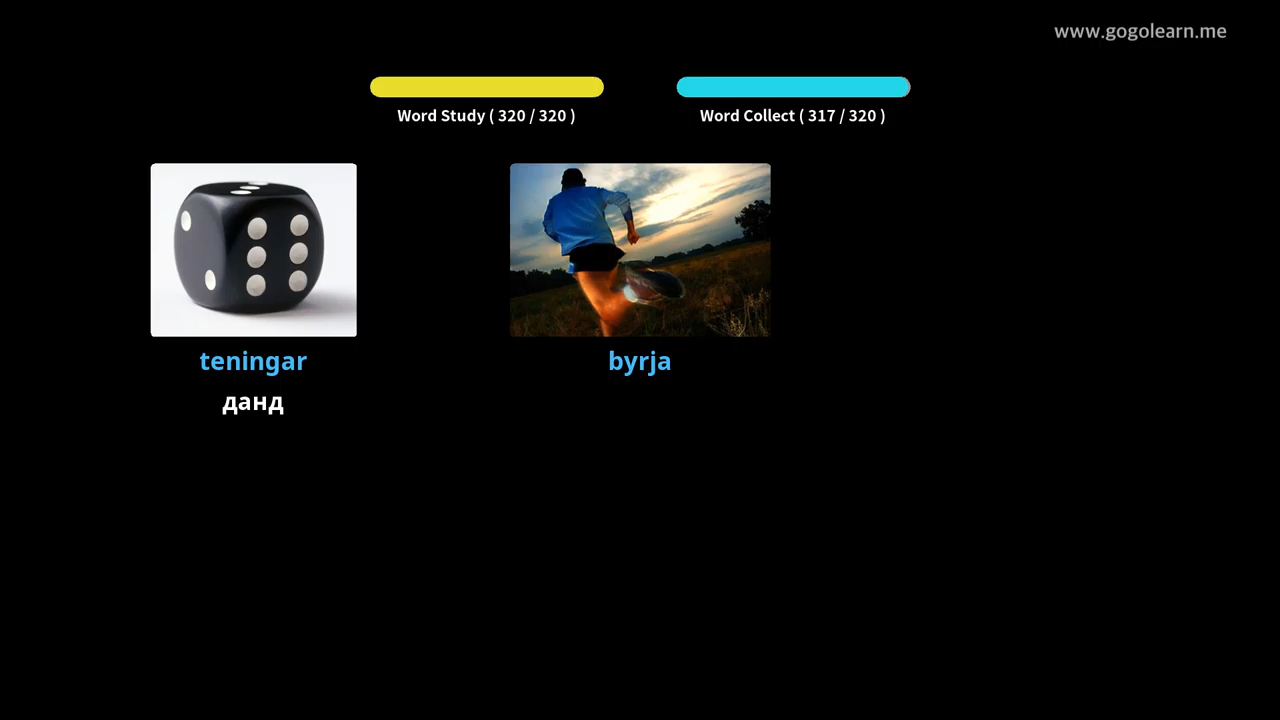 www.gogolearn.me
Word Study ( 320 / 320 )
Word Collect ( 317 / 320 )
teningar
byrja
данд